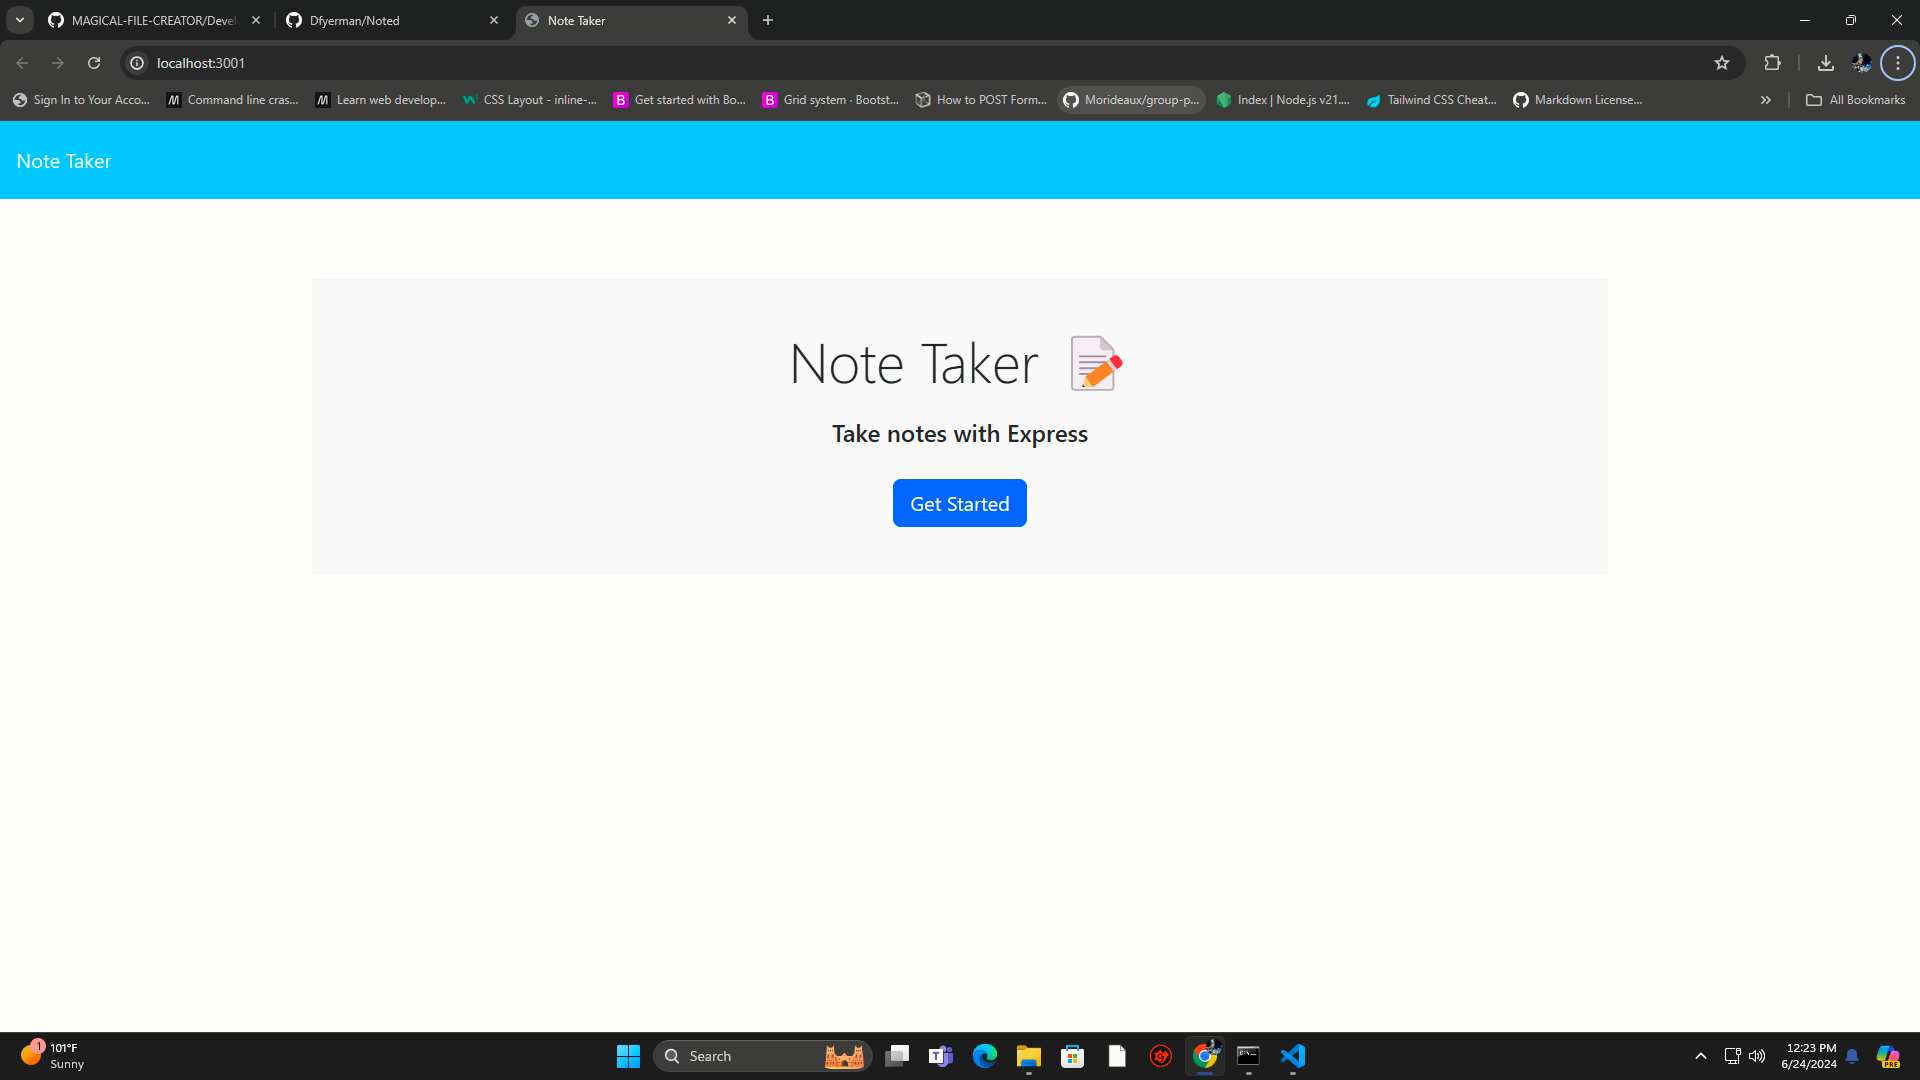 MAGICAL-FILE-CREATOR/Devel
Dfyerman/Noted
Note Taker
localhost:3001
Sign In to Your Acco...
Command line cras...
Learn web develop...
CSS Layout - inline-...
Get started with Bo...
Grid system · Bootst...
How to POST Form...
Morideaux/group-p...
Index | Node.js v21....
Tailwind CSS Cheat...
Markdown License...
All Bookmarks
Note Taker
Note Taker
Take notes with Express
Get Started
1
101°F
Sunny
Search
12:23 PM
6/24/2024
PRE